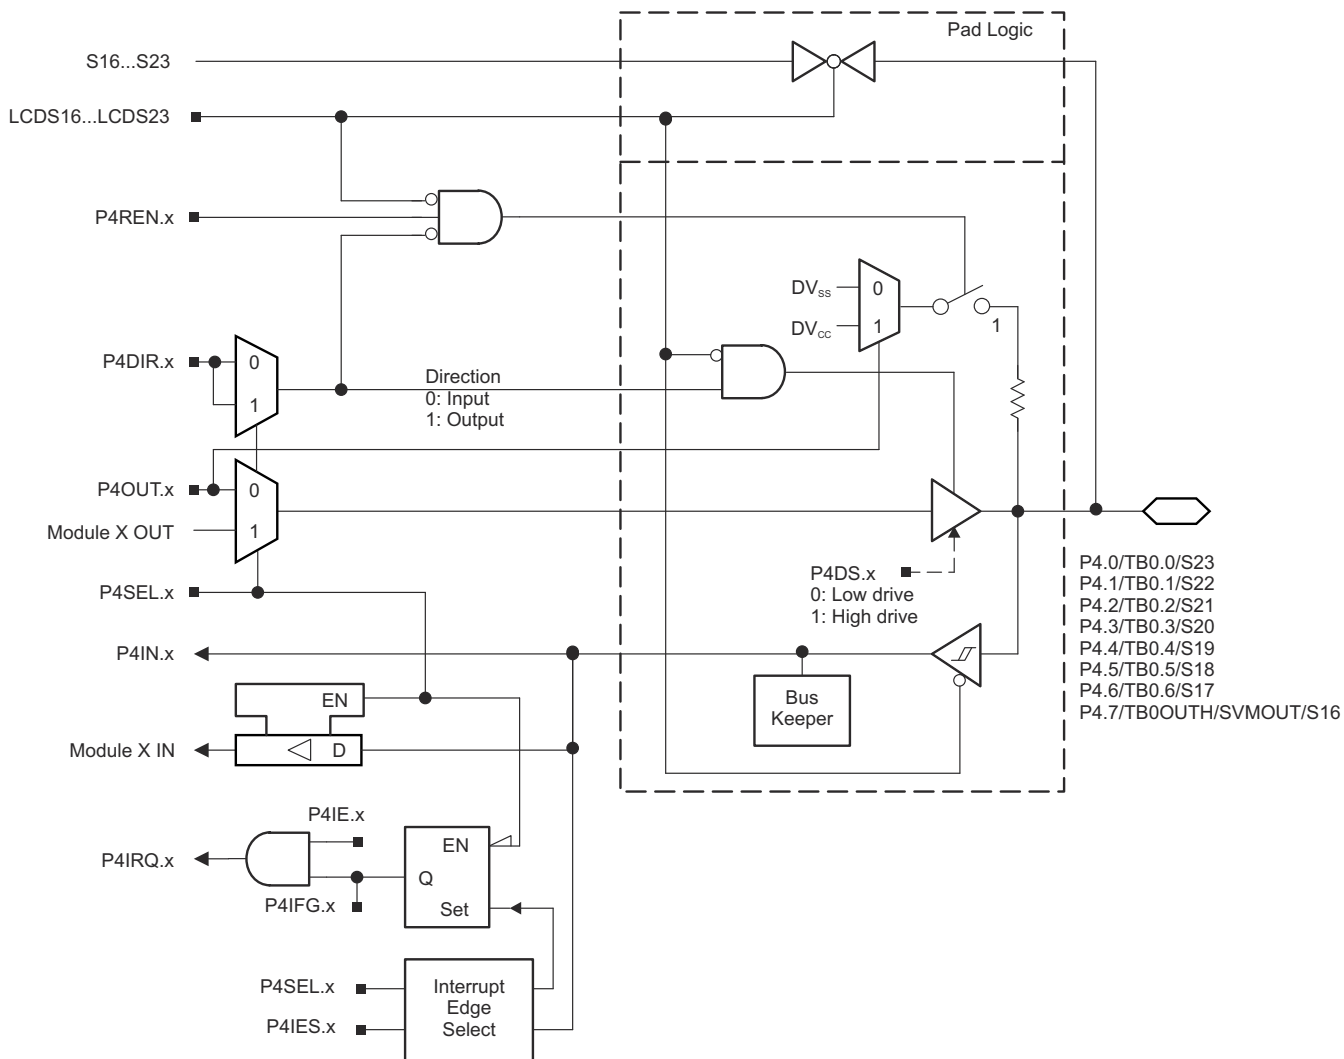 Pad Logic
S16...S23
LCDS16...LCDS23
P4REN.x
DVSS
0
DVCC
1
1
P4DIR.x
0
1
Direction
0: Input
1: Output
P4OUT.x
0
Module X OUT
1
P4DS.x
0: Low drive
1: High drive
P4SEL.x
P4.0/TB0.0/S23
P4.1/TB0.1/S22
P4.2/TB0.2/S21
P4.3/TB0.3/S20
P4.4/TB0.4/S19
P4.5/TB0.5/S18
P4.6/TB0.6/S17
P4.7/TB0OUTH/SVMOUT/S16
P4IN.x
Bus
Keeper
EN
Module X IN
D
P4IE.x
P4IRQ.x
EN
Q
P4IFG.x
Set
P4SEL.x
P4IES.x
Interrupt
Edge
Select